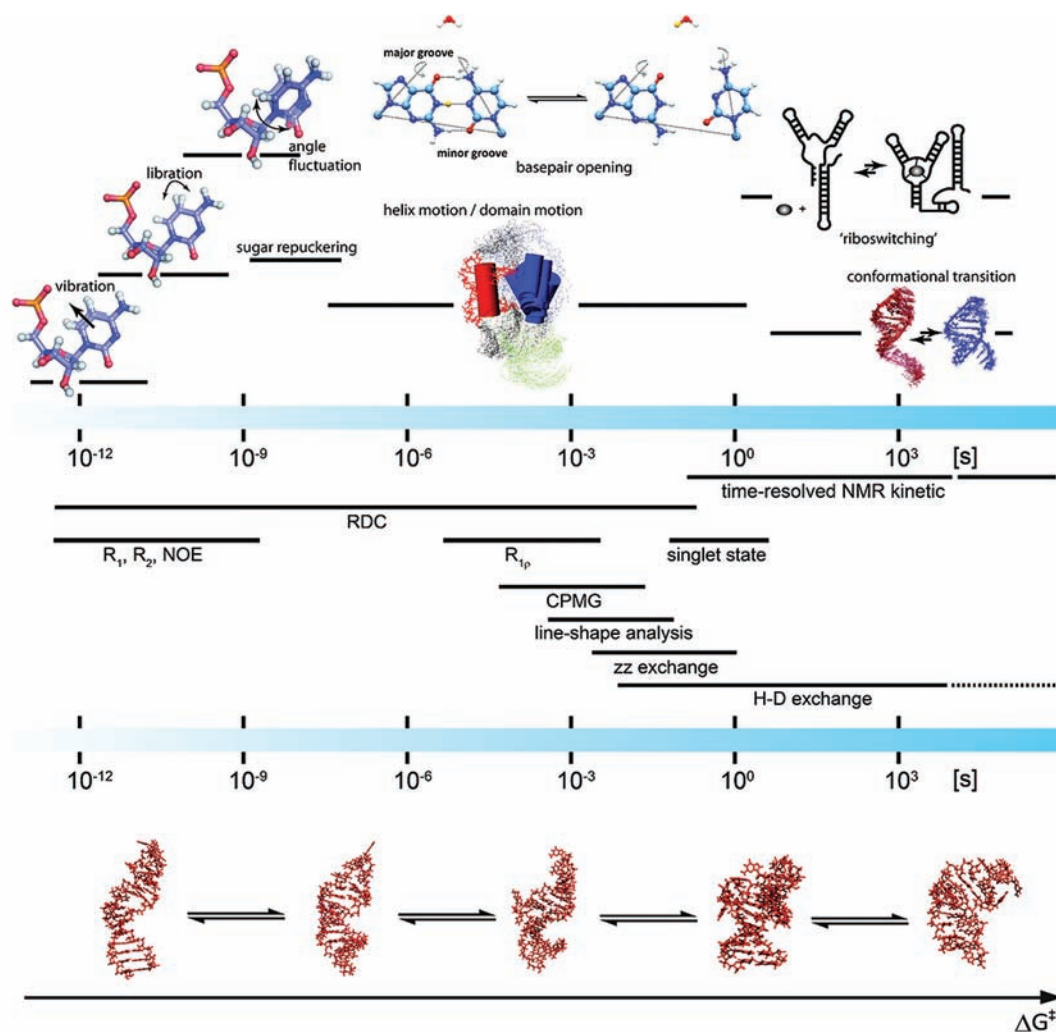 major groove
minor groove
basepair opening
angle
fluctuation
libration
helix motion / domain motion
+
'riboswitching'
sugar repuckering
conformational transition
vibration
10⁻¹² 10⁻⁹ 10⁻⁶ 10⁻³ 10⁰ 10³ [s]
time-resolved NMR kinetic
RDC
R₁, R₂, NOE R₁ᵨ singlet state
CPMG
line-shape analysis
zz exchange
H-D exchange
10⁻¹² 10⁻⁹ 10⁻⁶ 10⁻³ 10⁰ 10³ [s]
ΔG‡